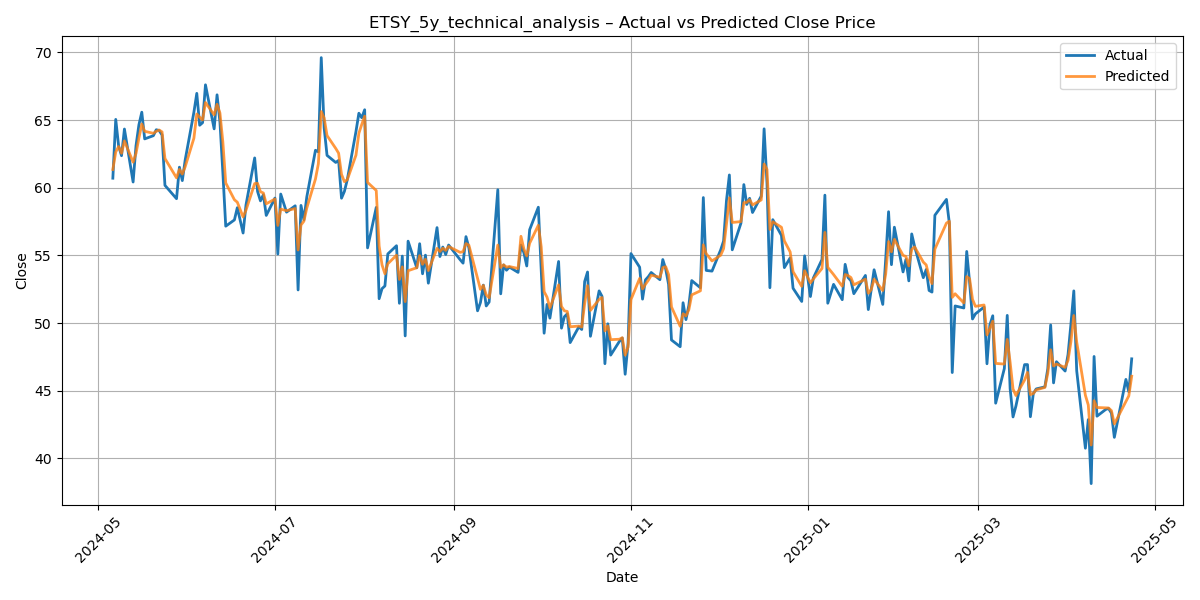 ETSY_5y_technical_analysis – Actual vs Predicted Close Price
Actual
Predicted
Close
70
65
60
55
50
45
40
2024-05
2024-07
2024-09
2024-11
2025-01
2025-03
2025-05
Date